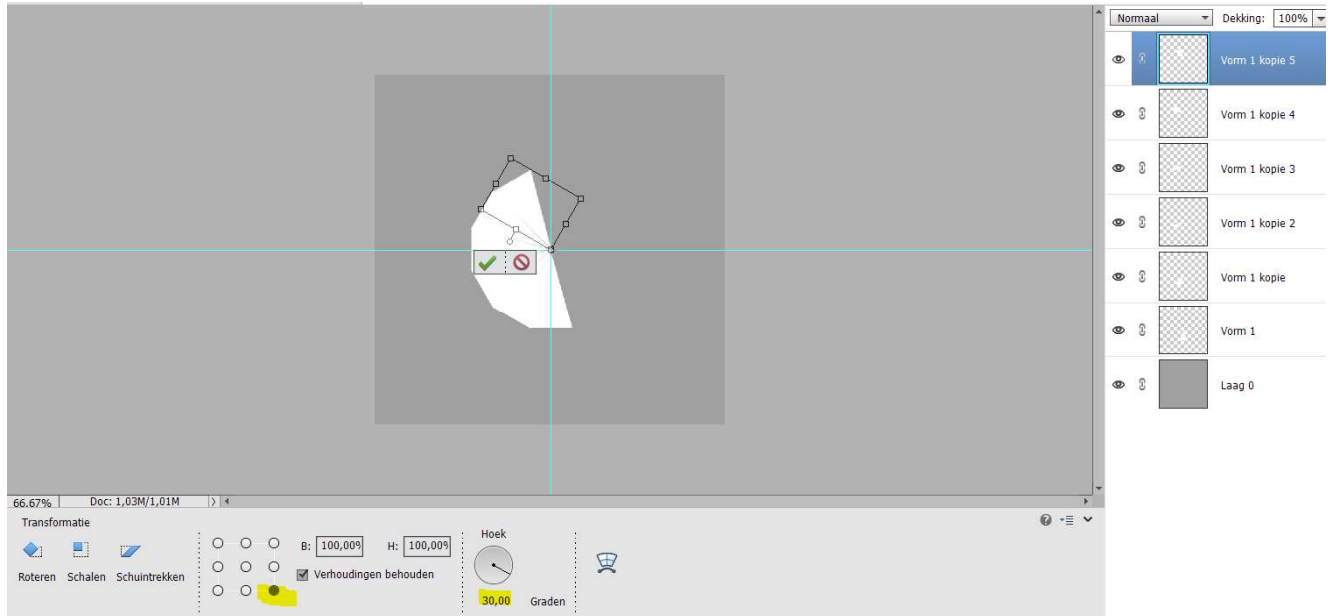 Normaal Dekking: 100%
Vorm 1 kopie 5
Vorm 1 kopie 4
Vorm 1 kopie 3
Vorm 1 kopie 2
Vorm 1 kopie
Vorm 1
Laag 0
66,67% Doc: 1,03M/1,01M
Transformatie
Roteren Schalen Schuintrekken
B: 100,00% H: 100,00%
Verhoudingen behouden
Hoek
30,00 Graden